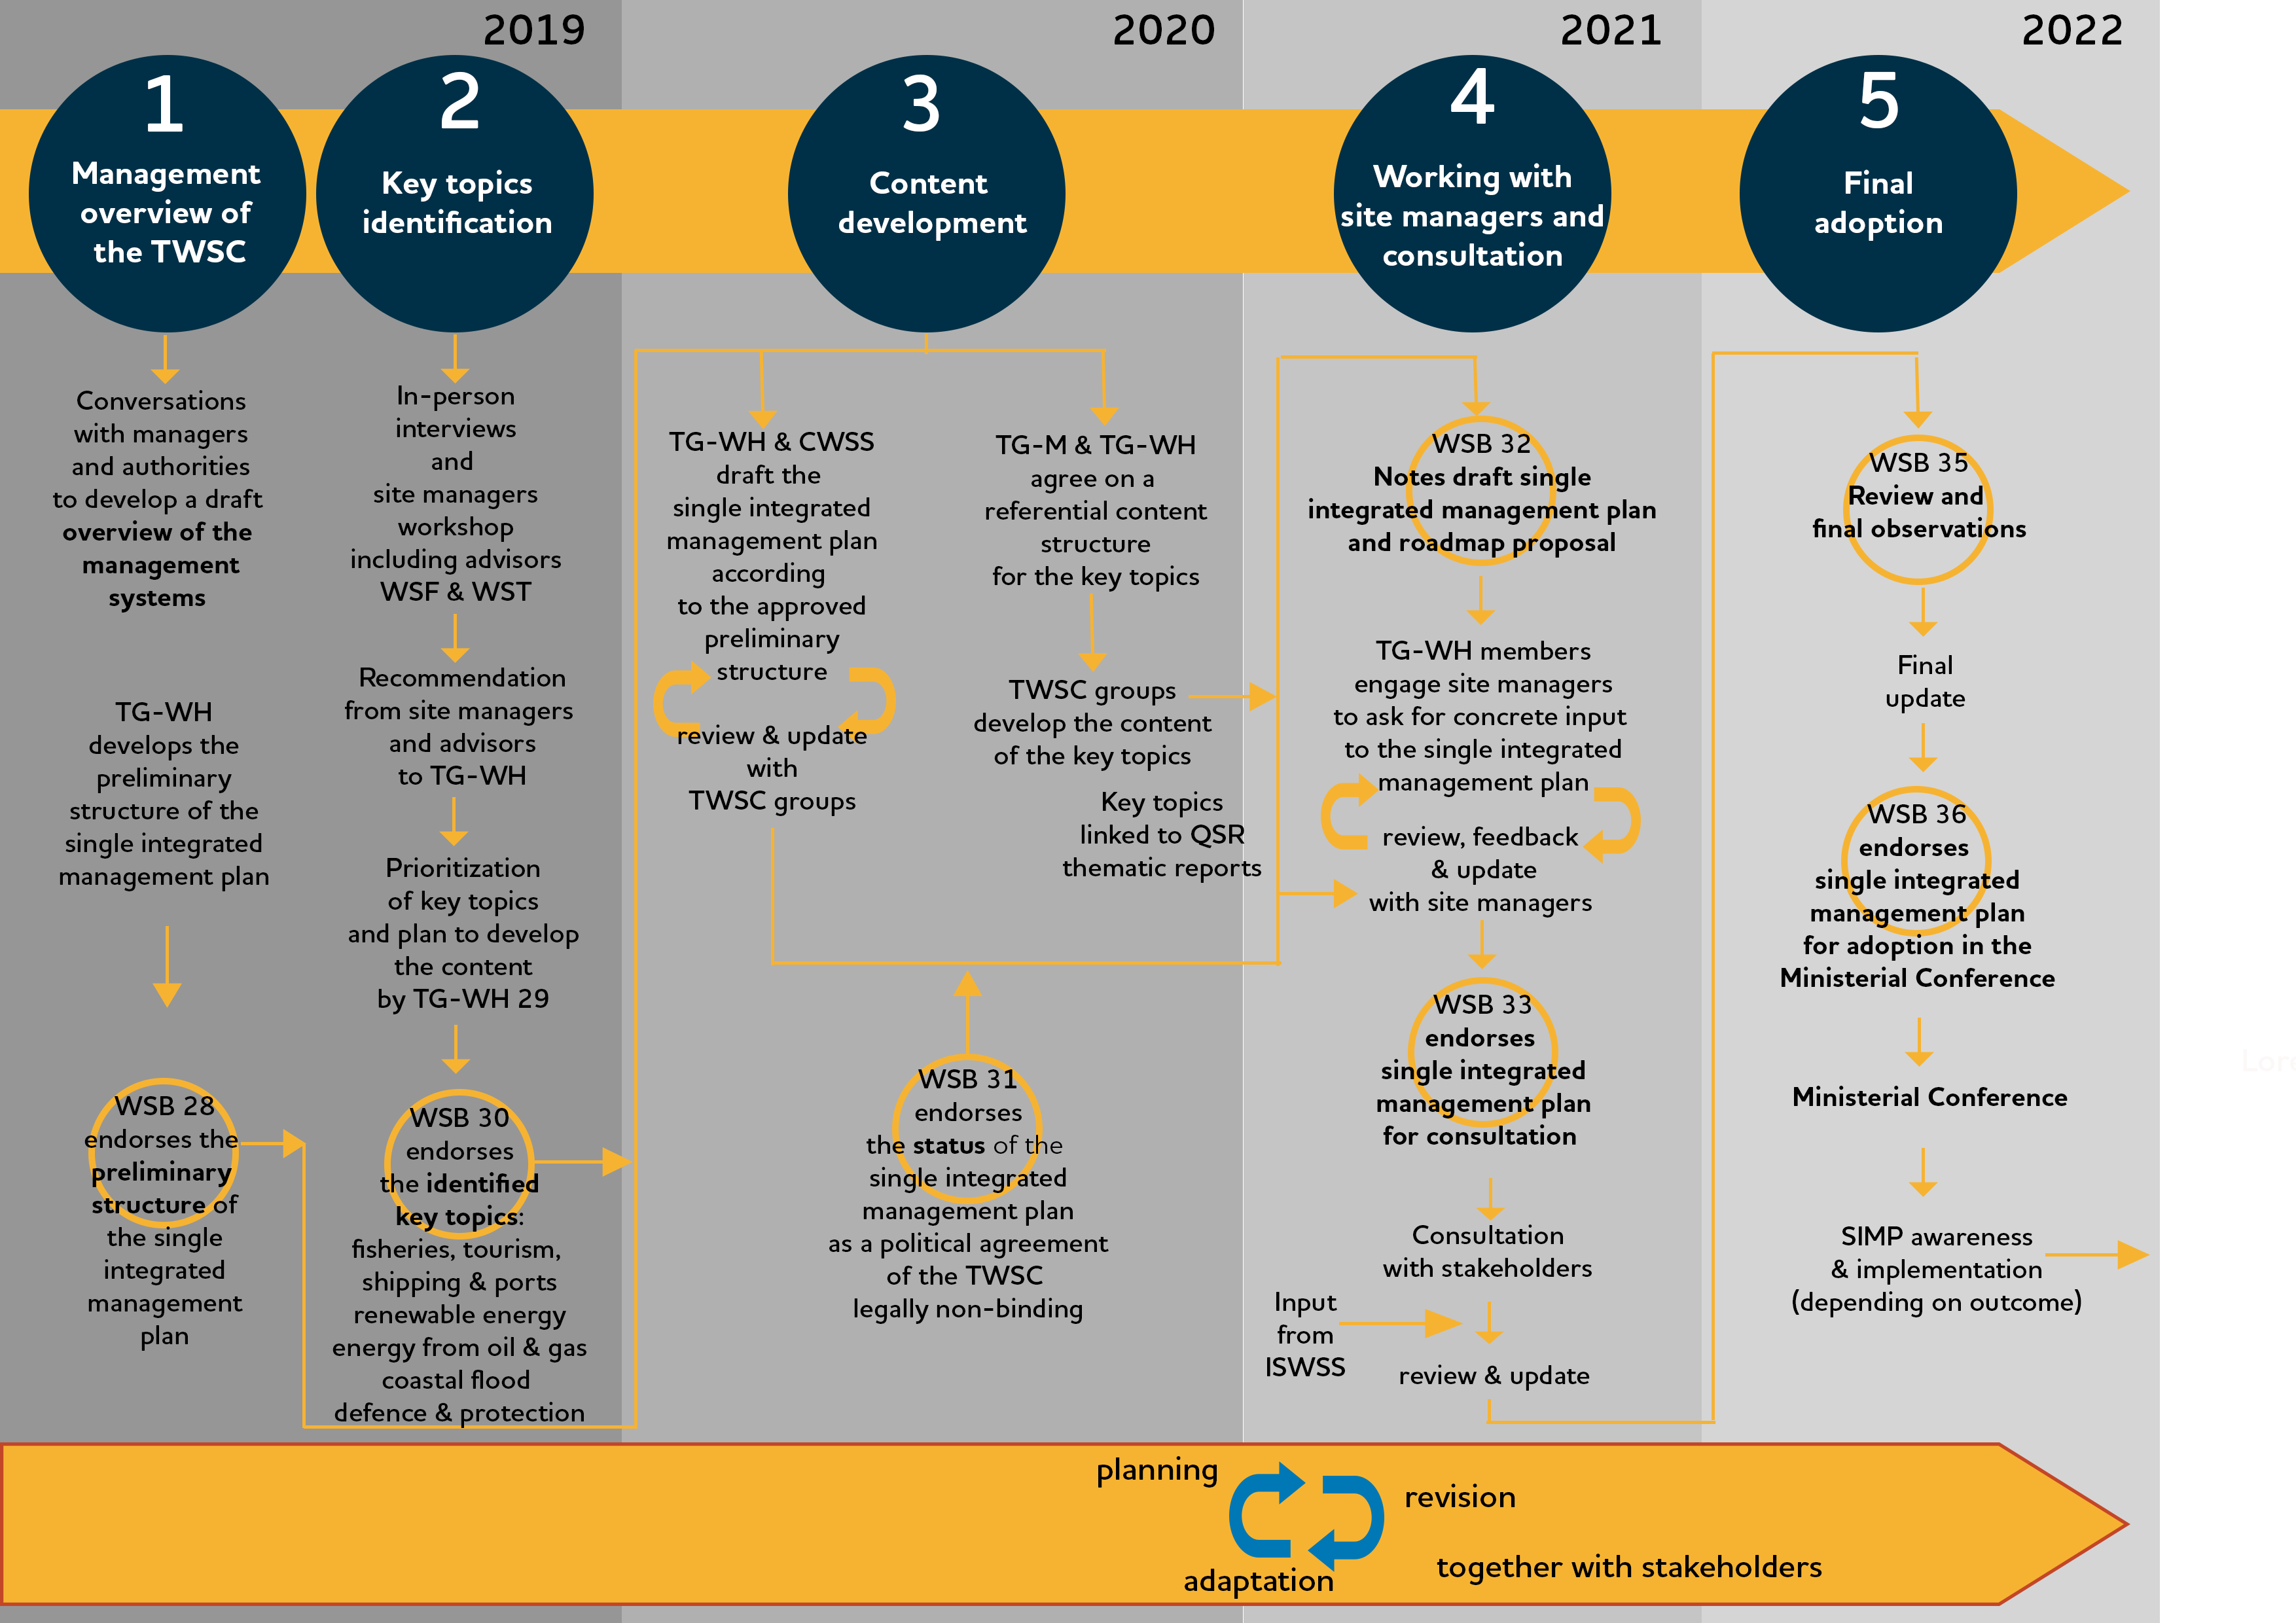 2019
2020
2021
2022
1
Management
overview of
the TWSC
2
Key topics
identification
3
Content
development
4
Working with
site managers and
consultation
5
Final
adoption
Conversations
with managers
and authorities
to develop a draft
overview of the
management
systems
TG-WH
develops the
preliminary
structure of the
single integrated
management plan
WSB 28
endorses the
preliminary
structure of
the single
integrated
management
plan
In-person
interviews
and
site managers
workshop
including advisors
WSF & WST
Recommendation
from site managers
and advisors
to TG-WH
Prioritization
of key topics
and plan to develop
the content
by TG-WH 29
WSB 30
endorses
the identified
key topics:
fisheries, tourism,
shipping & ports
renewable energy
energy from oil & gas
coastal flood
defence & protection
TG-WH & CWSS
draft the
single integrated
management plan
according
to the approved
preliminary
structure
review & update
with
TWSC groups
TG-M & TG-WH
agree on a
referential content
structure
for the key topics
TWSC groups
develop the content
of the key topics
Key topics
linked to QSR
thematic reports
WSB 31
endorses
the status of the
single integrated
management plan
as a political agreement
of the TWSC
legally non-binding
WSB 32
Notes draft single
integrated management plan
and roadmap proposal
TG-WH members
engage site managers
to ask for concrete input
to the single integrated
management plan
review, feedback
& update
with site managers
WSB 33
endorses
single integrated
management plan
for consultation
Consultation
with stakeholders
Input
from
ISWSS
review & update
WSB 35
Review and
final observations
Final
update
WSB 36
endorses
single integrated
management plan
for adoption in the
Ministerial Conference
Ministerial Conference
SIMP awareness
& implementation
(depending on outcome)
planning
revision
adaptation
together with stakeholders